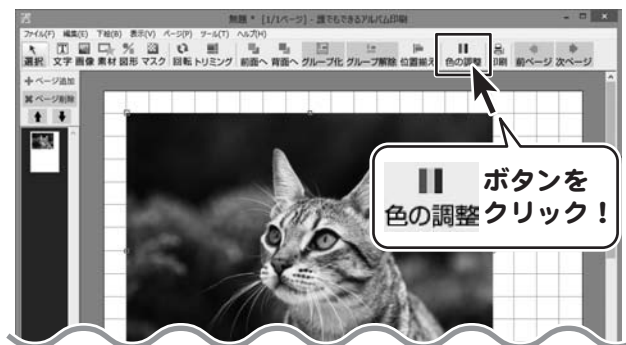 無題 * [1/1ページ] - 誰でもできるアルバム印刷
ファイル(F) 編集(E) 下絵(B) 表示(V) ページ(P) ツール(T) ヘルプ(H)
選択 文字 画像 素材 図形 マスク 回転 トリミング 前面へ 背面へ グループ化 グループ解除 位置揃え 色の調整 印刷 前ページ 次ページ
ページ追加
ページ削除
色の調整
ボタンを
クリック！